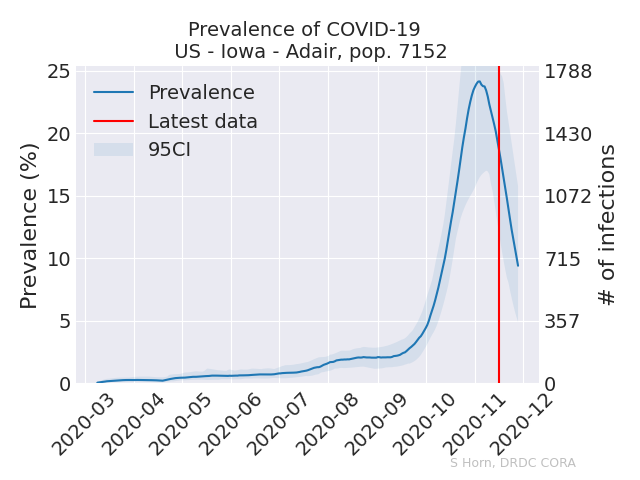 Prevalence of COVID-19
US - Iowa - Adair, pop. 7152
Prevalence
Latest data
95CI
Prevalence (%)
25
20
15
10
5
0
1788
1430
1072
715
357
0
# of infections
2020-03
2020-04
2020-05
2020-06
2020-07
2020-08
2020-09
2020-10
2020-11
2020-12
S Horn, DRDC CORA